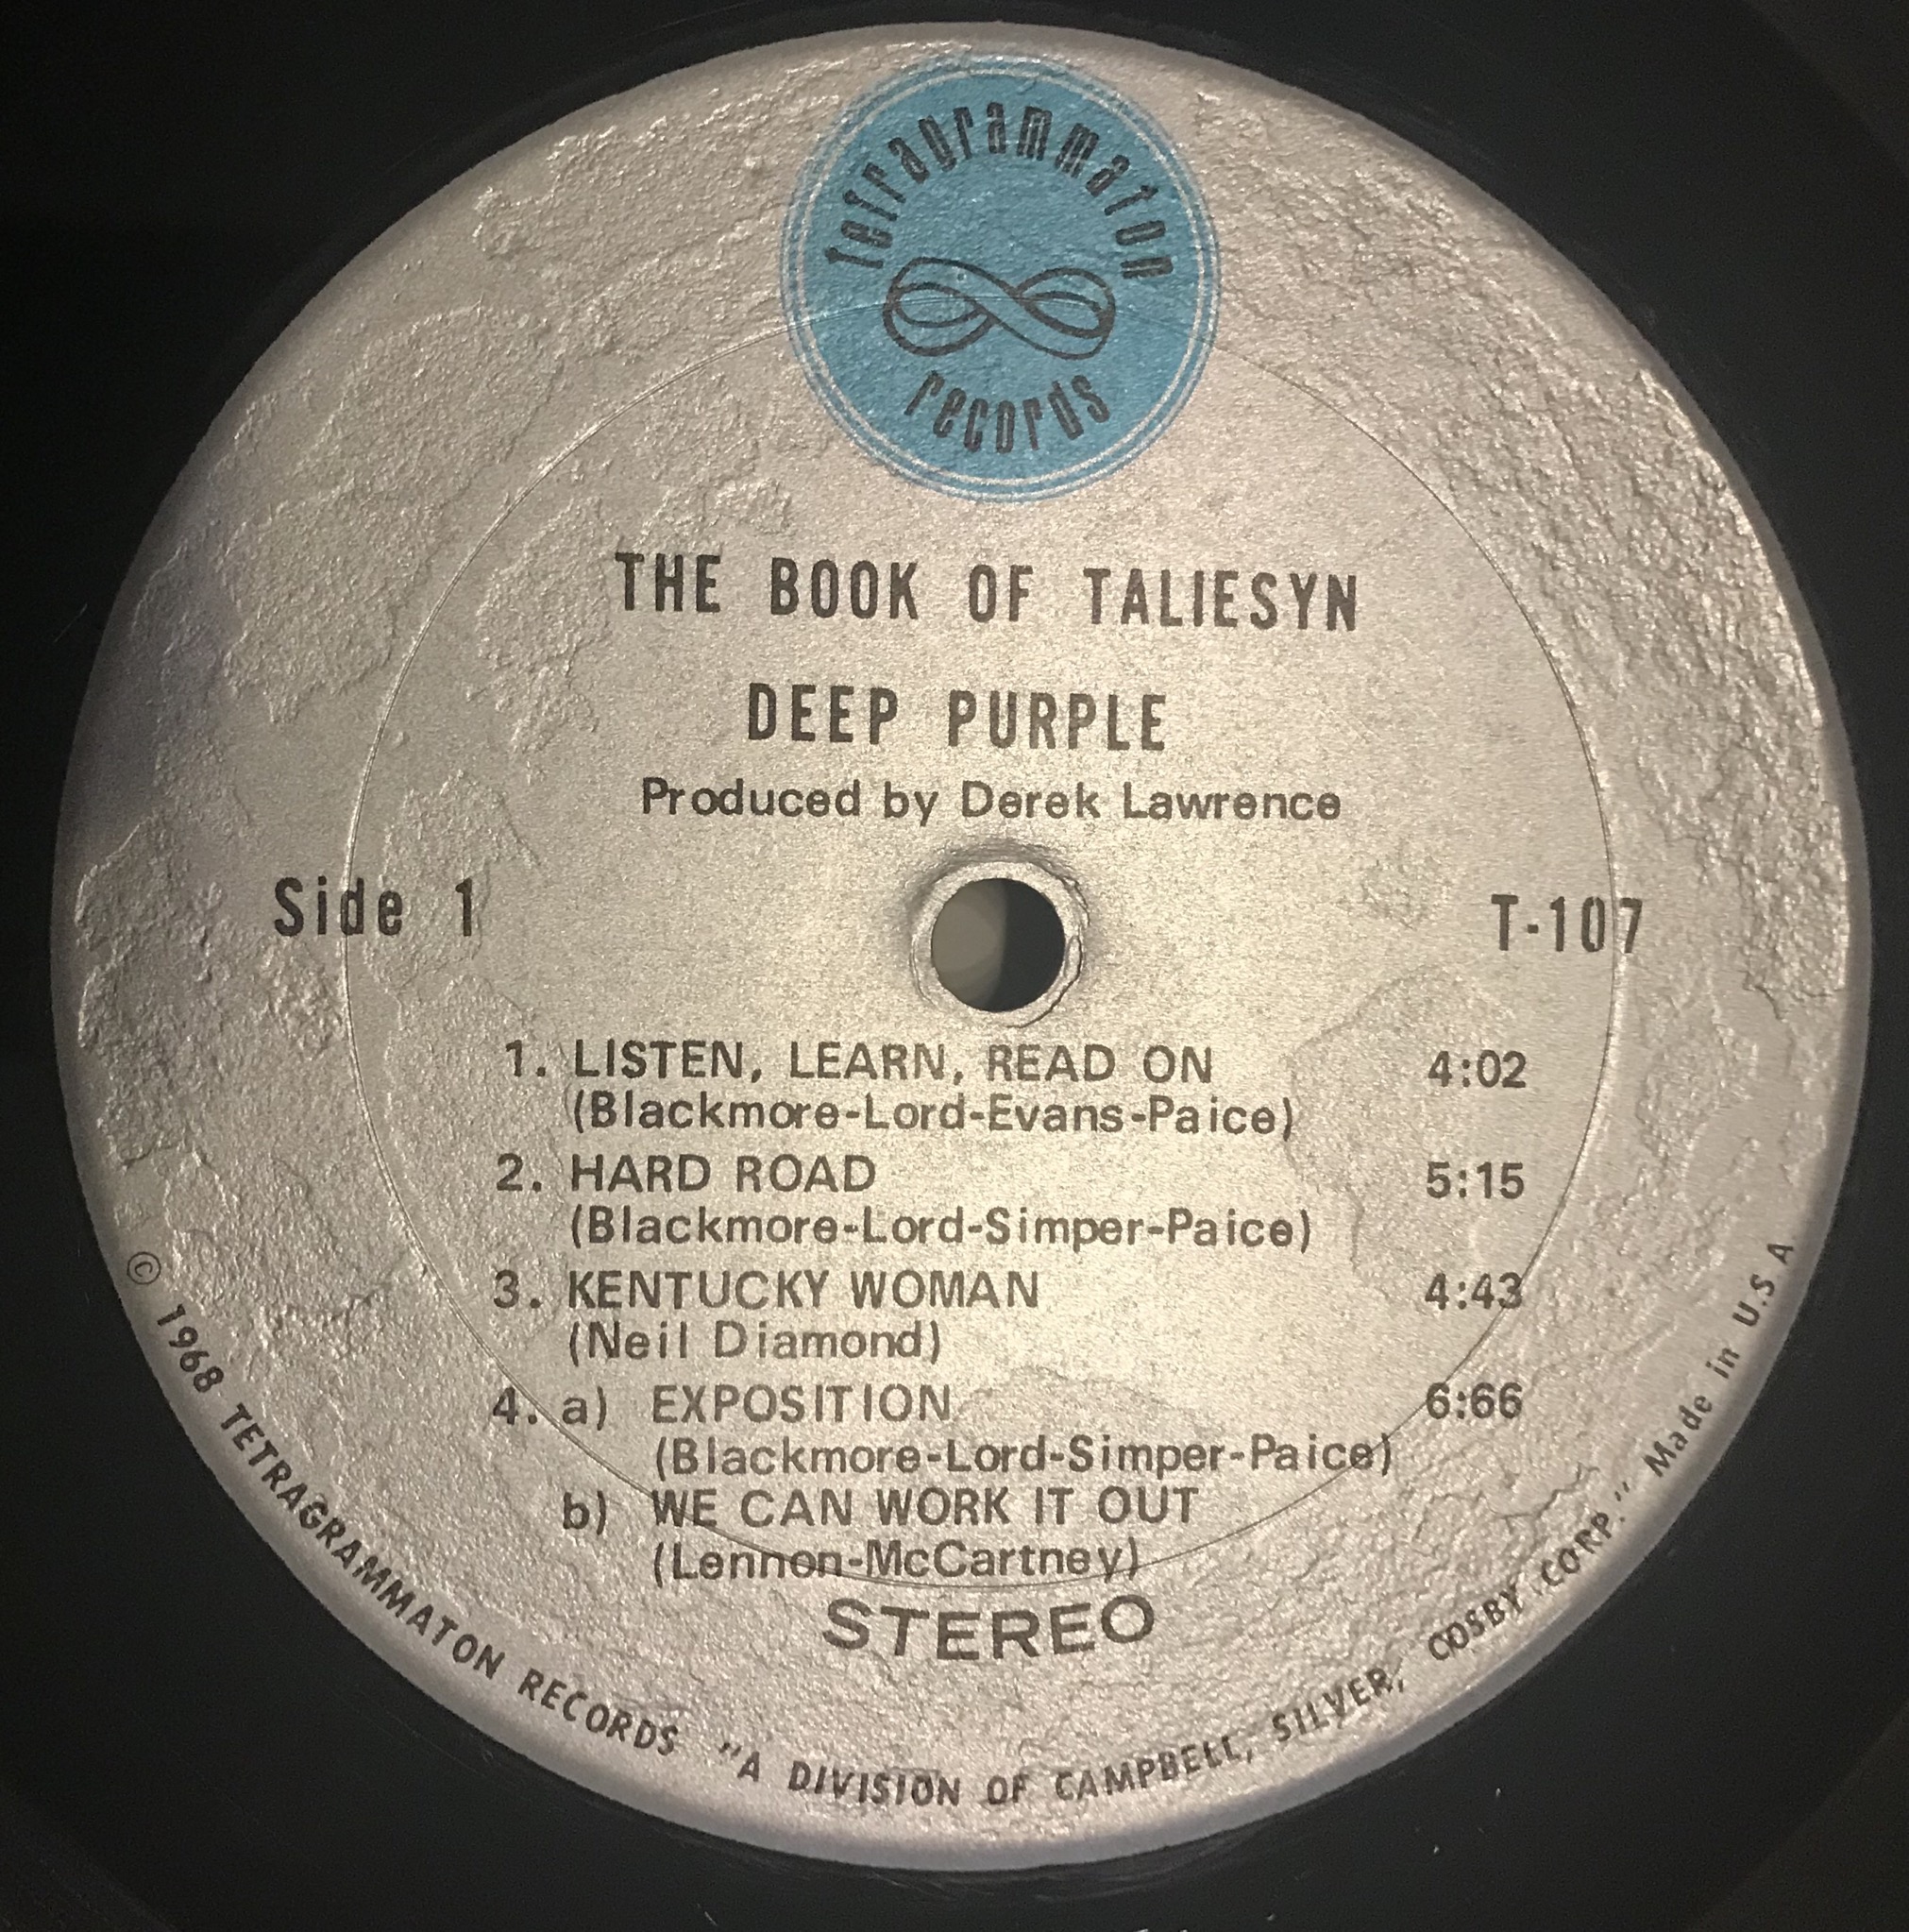 tetragrammaton
records
THE BOOK OF TALIESYN
DEEP PURPLE
Produced by Derek Lawrence
Side 1
T-107
1. LISTEN, LEARN, READ ON 4:02
(Blackmore-Lord-Evans-Paice)
2. HARD ROAD 5:15
(Blackmore-Lord-Simper-Paice)
3. KENTUCKY WOMAN 4:43
(Neil Diamond)
4. a) EXPOSITION 6:66
(Blackmore-Lord-Simper-Paice)
b) WE CAN WORK IT OUT
(Lennon-McCartney)
STEREO
© 1968 TETRAGRAMMATON RECORDS "A DIVISION OF CAMPBELL, SILVER, COSBY CORP." Made in U.S A